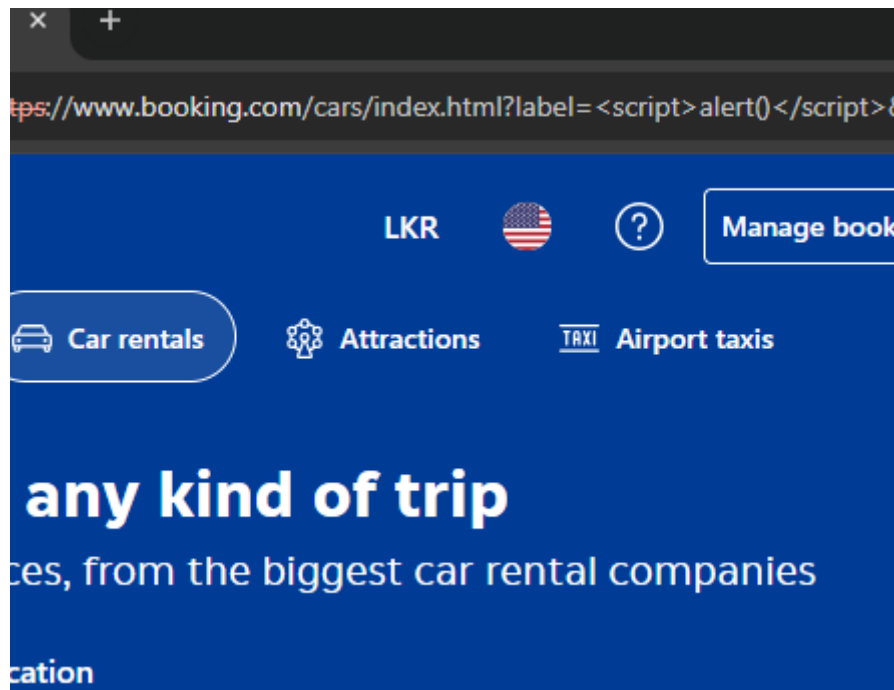 tps://www.booking.com/cars/index.html?label=<script>alert()</script>&
LKR
Manage book
Car rentals
Attractions
TAXI Airport taxis
any kind of trip
ces, from the biggest car rental companies
cation